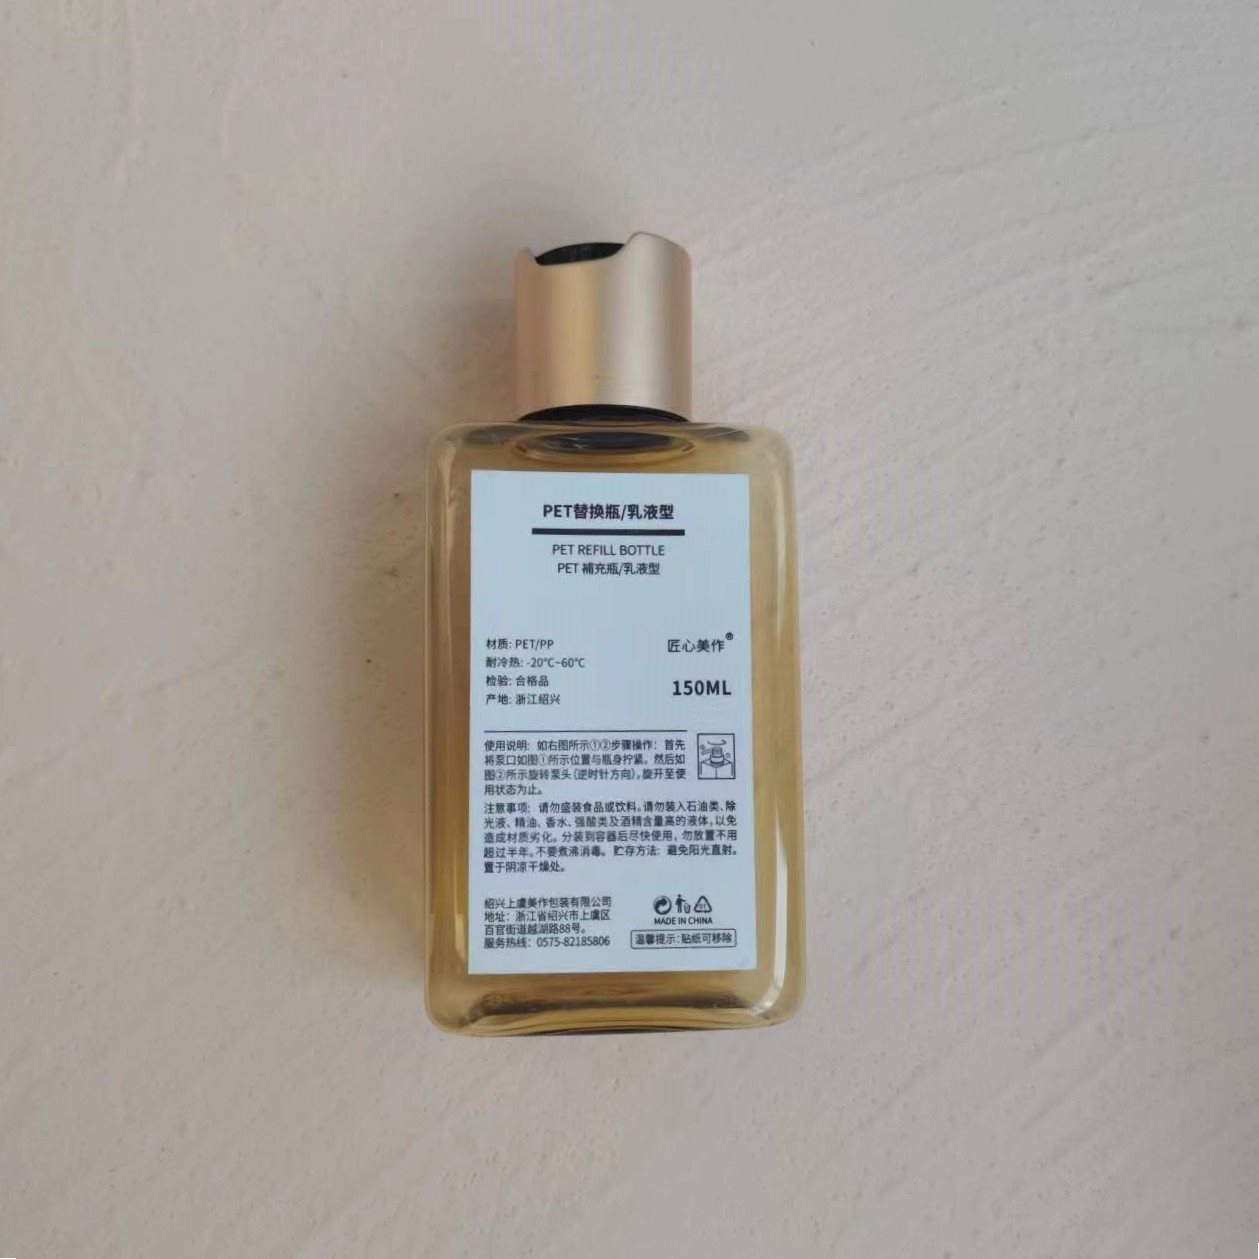 PET替换瓶/乳液型
PET REFILL BOTTLE
PET 補充瓶/乳液型
材质: PET/PP
耐冷热: -20℃~60℃
检验: 合格品
产地: 浙江绍兴
匠心美作®
150ML
使用说明: 如右图所示①②步骤操作: 首先
将泵口如图①所示位置与瓶身拧紧。然后如
图②所示旋转泵头(逆时针方向),旋开至使
用状态为止。
注意事项: 请勿盛装食品或饮料。请勿装入石油类、除
光液、精油、香水、强酸类及酒精含量高的液体,以免
造成材质劣化。分装到容器后尽快使用, 勿放置不用
超过半年。不要煮沸消毒。贮存方法: 避免阳光直射。
置于阴凉干燥处。
绍兴上虞美作包装有限公司
地址: 浙江省绍兴市上虞区
百官街道越湖路88号。
服务热线: 0575-82185806
MADE IN CHINA
温馨提示:贴纸可移除